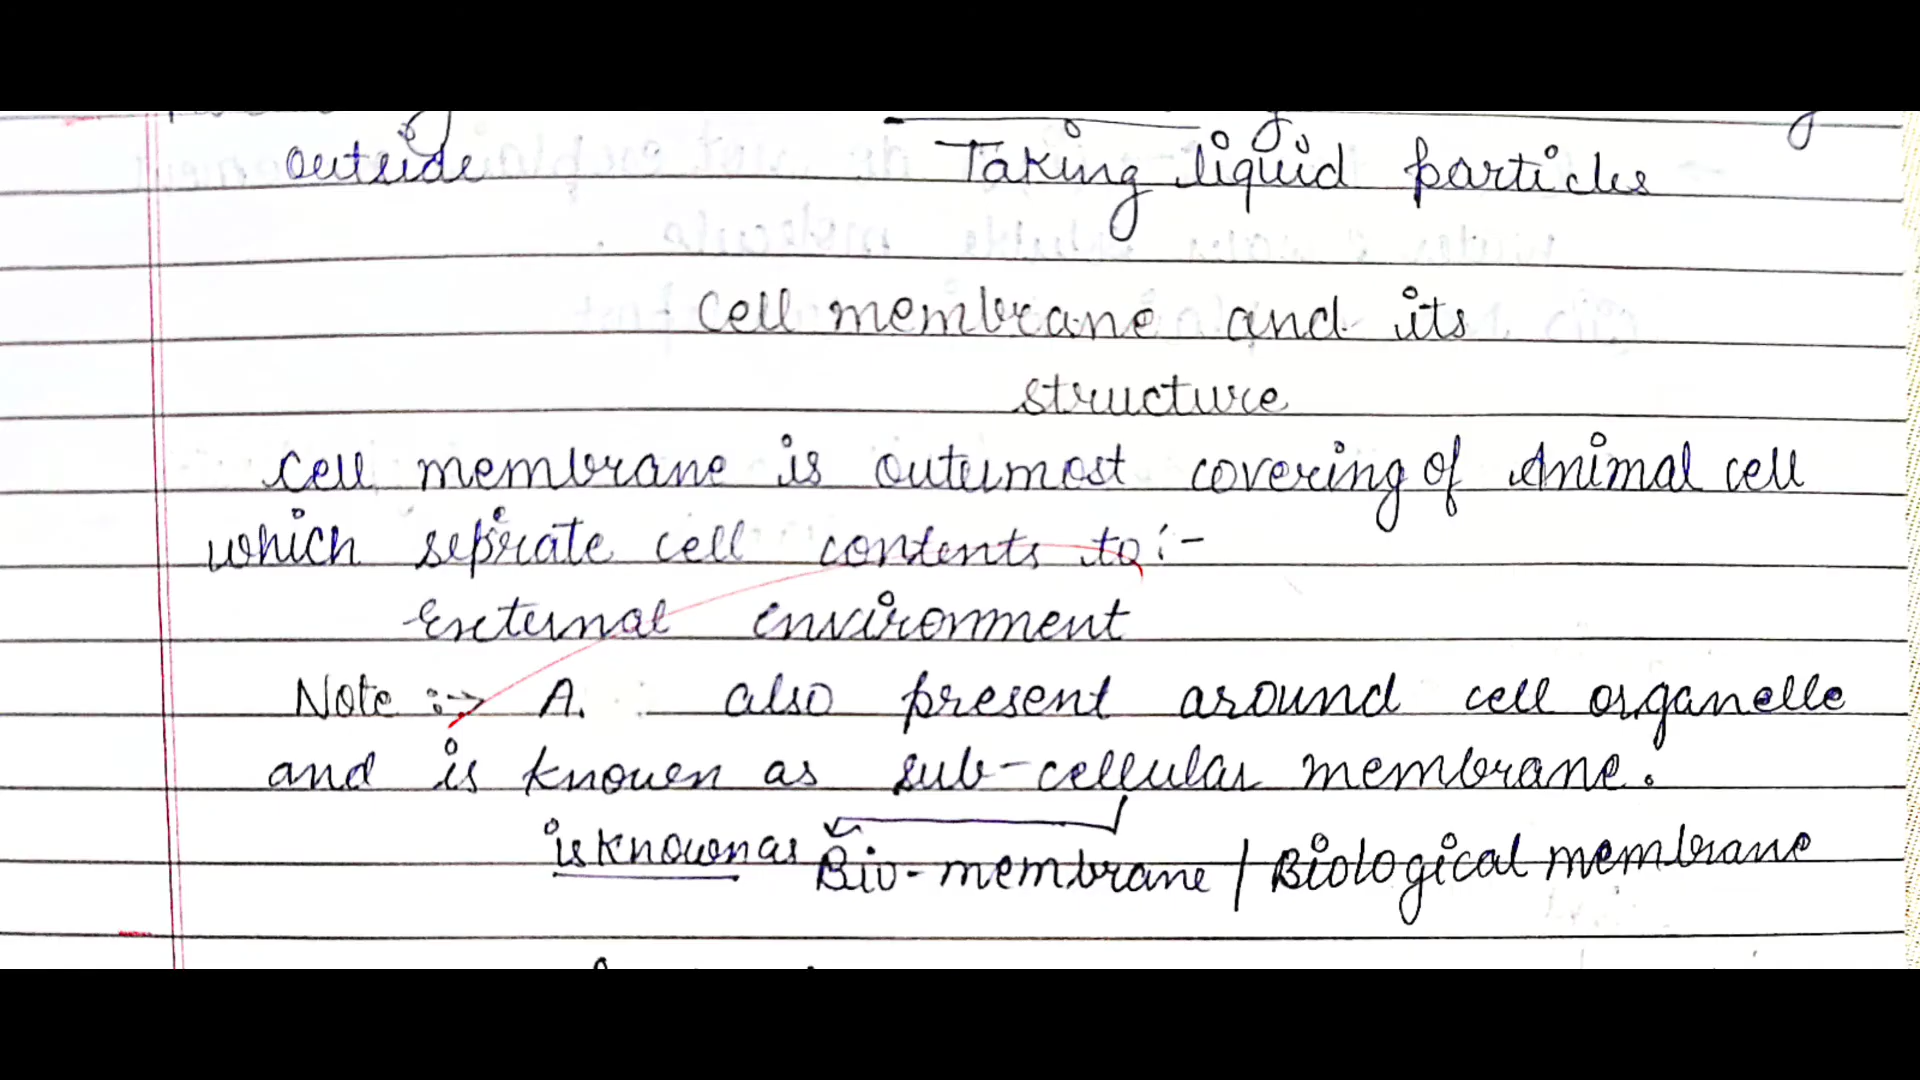 outside Taking liquid particles
cell membrane and its
structure
cell membrane is outermost covering of Animal cell
which seprate cell contents to :-
External environment
Note :-> A. also present around cell organelle
and is known as sub-cellular membrane.
is known as Bio-membrane / Biological membrane